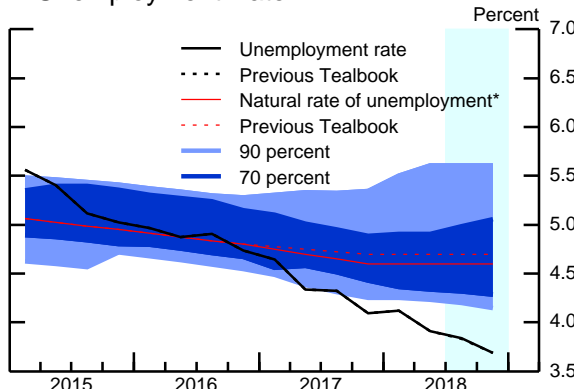 Percent
Unemployment rate
Previous Tealbook
Natural rate of unemployment*
Previous Tealbook
90 percent
70 percent
7.0
6.5
6.0
5.5
5.0
4.5
4.0
3.5
2015 2016 2017 2018